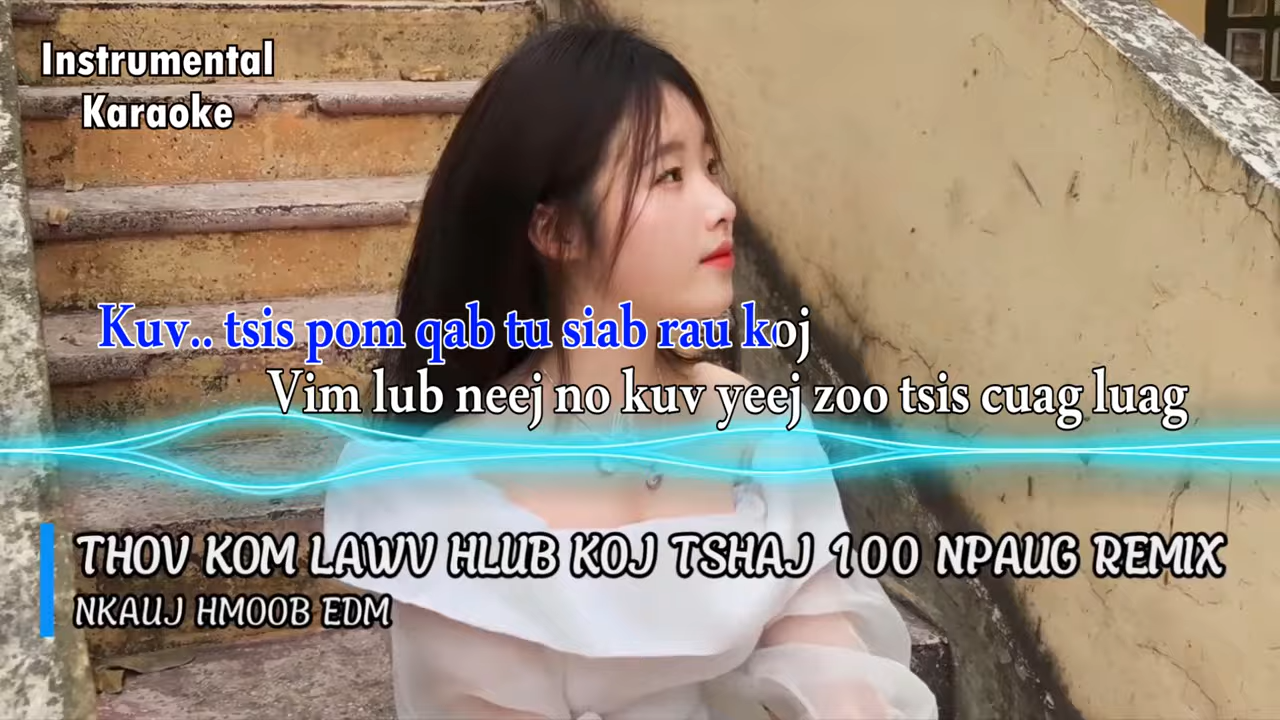 Instrumental
Karaoke
Kuv.. tsis pom qab tu siab rau koj
Vim lub neej no kuv yeej zoo tsis cuag luag
THOV KOM LAWV HLUB KOJ TSHAJ 100 NPAUG REMIX
NKAUJ HMOOB EDM